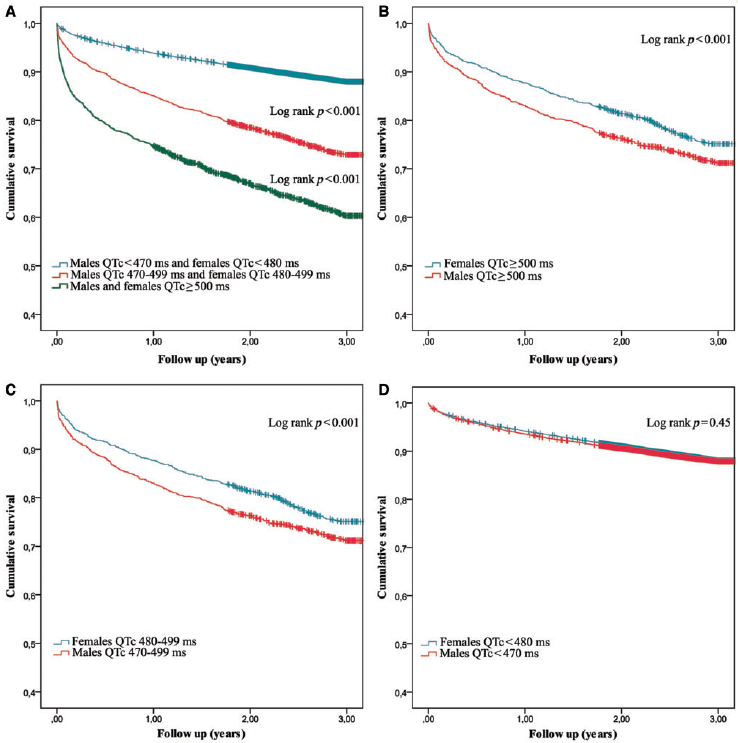 A
Cumulative survival
1,0
0,9
0,8
0,7
0,6
0,5
0,4
Log rank p<0.001
Log rank p<0.001
Males QTc<470 ms and females QTc<480 ms
Males QTc 470-499 ms and females QTc 480-499 ms
Males and females QTc≥500 ms
,00 1,00 2,00 3,00
Follow up (years)
B
Cumulative survival
1,0
0,9
0,8
0,7
0,6
0,5
0,4
Log rank p<0.001
Females QTc≥500 ms
Males QTc≥500 ms
,00 1,00 2,00 3,00
Follow up (years)
C
Cumulative survival
1,0
0,9
0,8
0,7
0,6
0,5
0,4
Log rank p<0.001
Females QTc 480-499 ms
Males QTc 470-499 ms
,00 1,00 2,00 3,00
Follow up (years)
D
Cumulative survival
1,0
0,9
0,8
0,7
0,6
0,5
0,4
Log rank p=0.45
Females QTc<480 ms
Males QTc<470 ms
,00 1,00 2,00 3,00
Follow up (years)